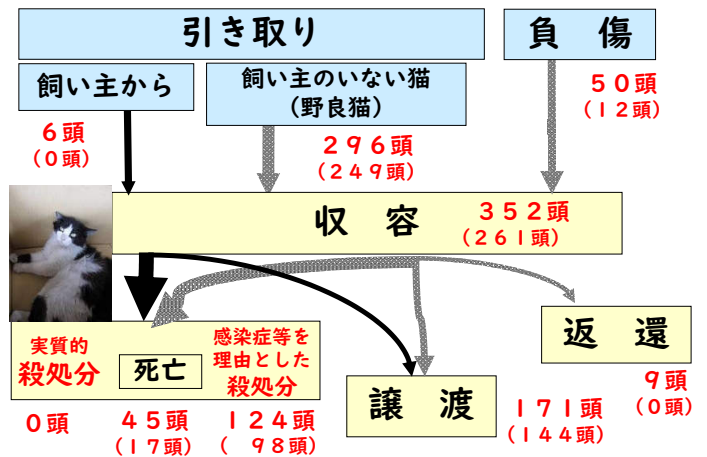 引き取り
負　傷
飼い主から
飼い主のいない猫
（野良猫）
６頭
（０頭）
２９６頭
（２４９頭）
５０頭
（１２頭）
収　容
３５２頭
（２６１頭）
実質的
殺処分
死亡
感染症等を
理由とした
殺処分
０頭
４５頭
（１７頭）
１２４頭
（　９８頭）
譲　渡
１７１頭
（１４４頭）
返　還
９頭
（０頭）